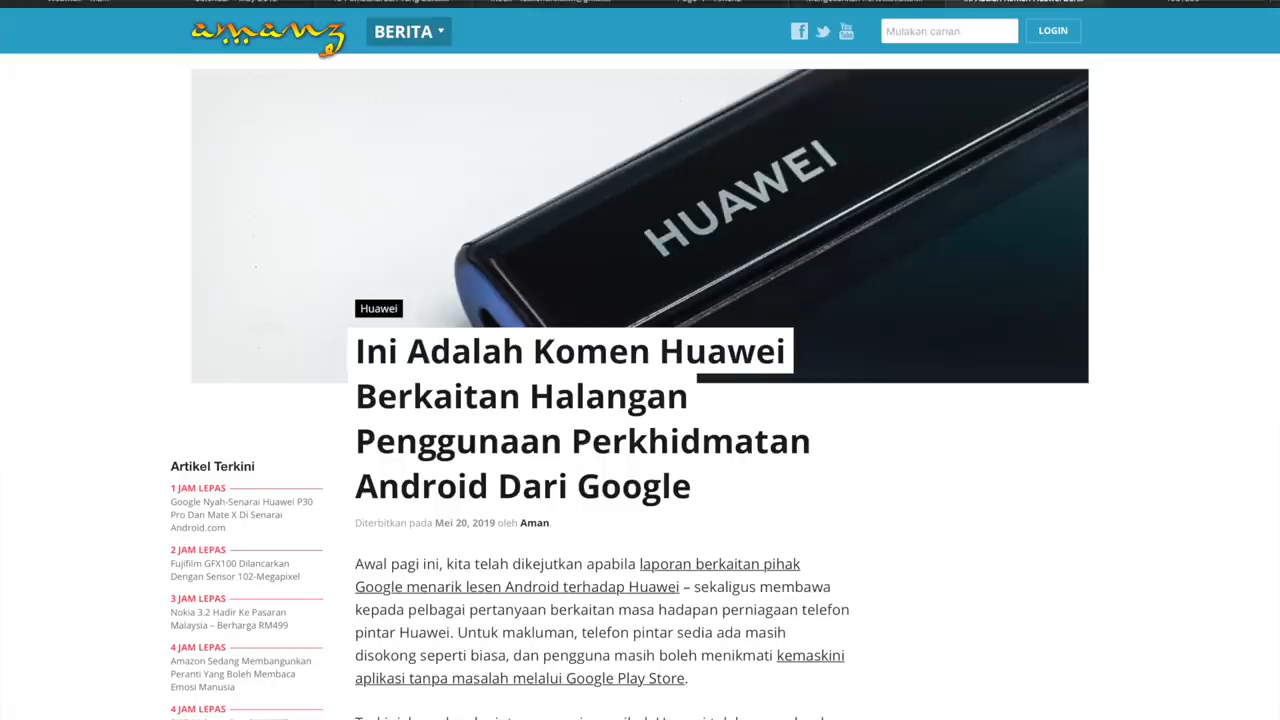 amanz
BERITA
You
Tube
Mulakan carian
LOGIN
HUAWEI
Huawei
Ini Adalah Komen Huawei
Berkaitan Halangan
Penggunaan Perkhidmatan
Android Dari Google
Diterbitkan pada Mei 20, 2019 oleh Aman.
Artikel Terkini
1 JAM LEPAS
Google Nyah-Senarai Huawei P30
Pro Dan Mate X Di Senarai
Android.com
2 JAM LEPAS
Fujifilm GFX100 Dilancarkan
Dengan Sensor 102-Megapixel
3 JAM LEPAS
Nokia 3.2 Hadir Ke Pasaran
Malaysia – Berharga RM499
4 JAM LEPAS
Amazon Sedang Membangunkan
Peranti Yang Boleh Membaca
Emosi Manusia
4 JAM LEPAS
Awal pagi ini, kita telah dikejutkan apabila laporan berkaitan pihak
Google menarik lesen Android terhadap Huawei – sekaligus membawa
kepada pelbagai pertanyaan berkaitan masa hadapan perniagaan telefon
pintar Huawei. Untuk makluman, telefon pintar sedia ada masih
disokong seperti biasa, dan pengguna masih boleh menikmati kemaskini
aplikasi tanpa masalah melalui Google Play Store.